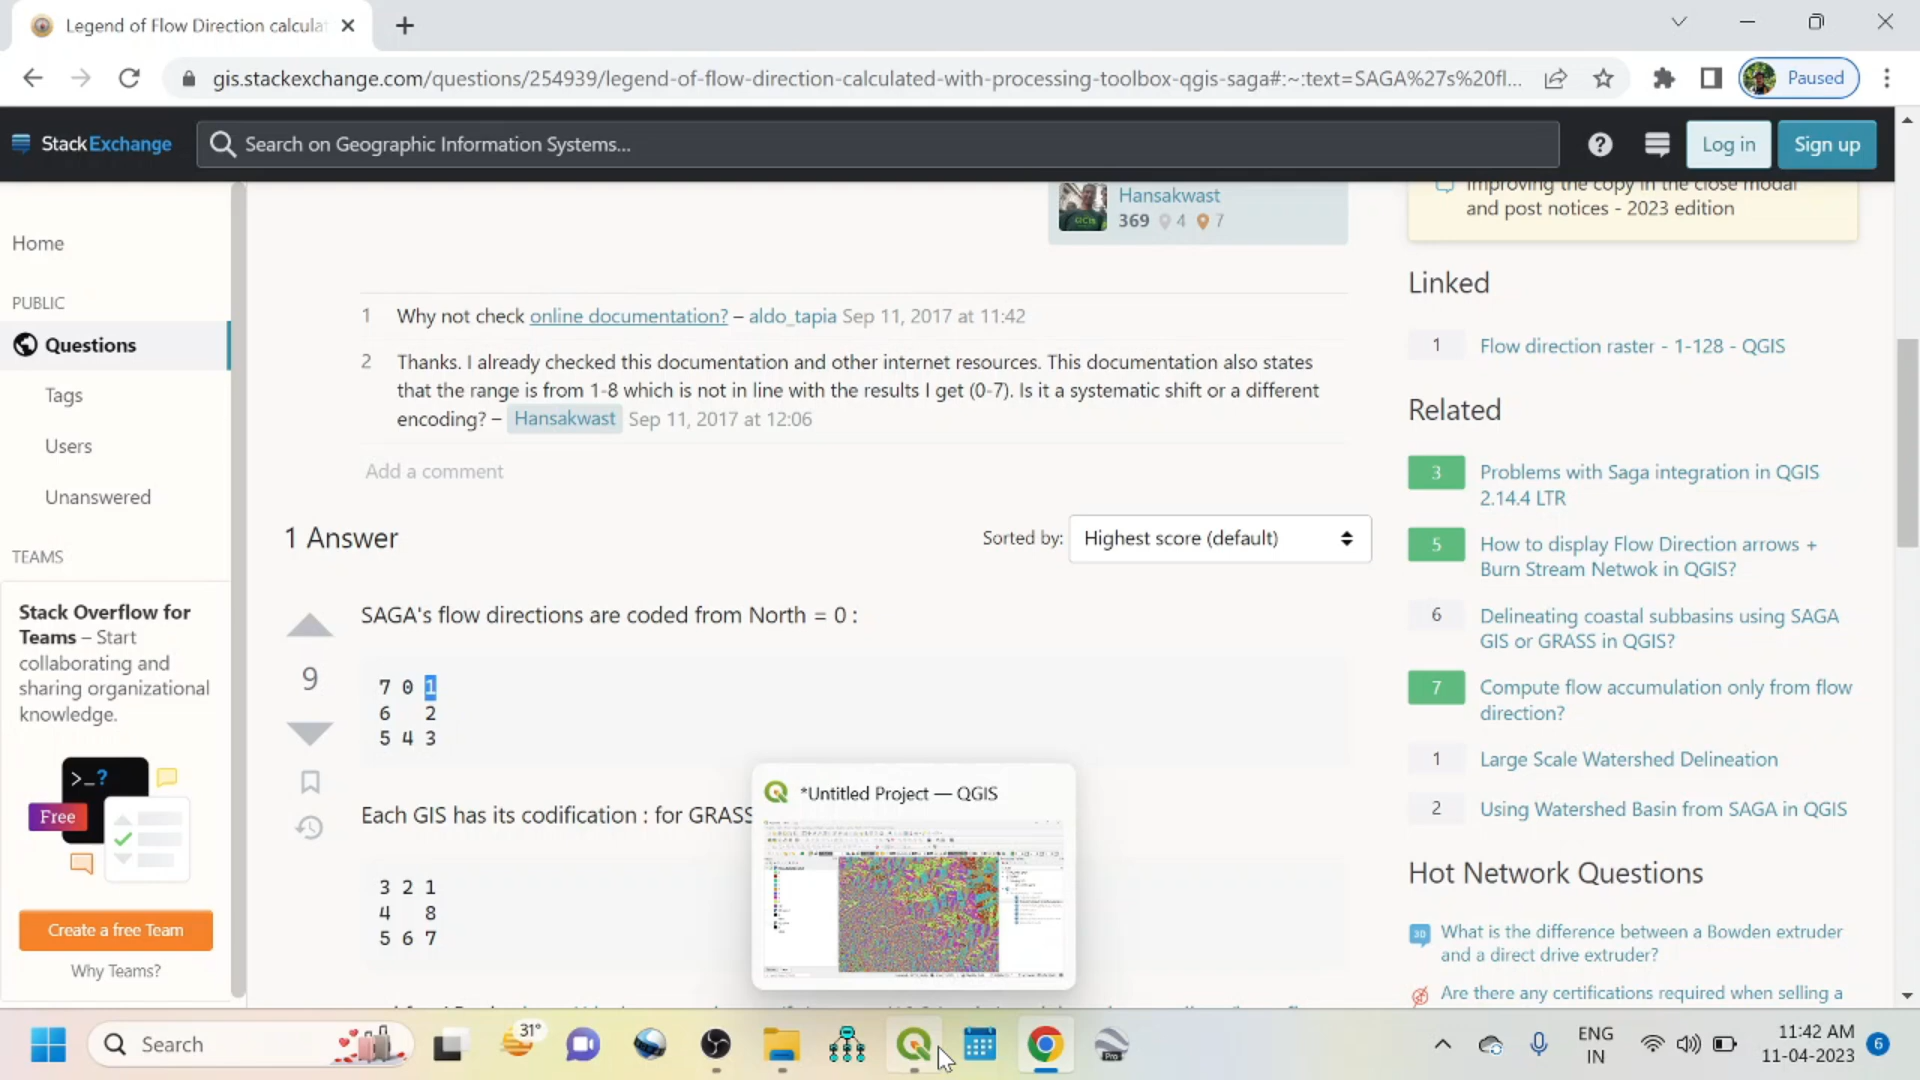 Legend of Flow Direction calculat
gis.stackexchange.com/questions/254939/legend-of-flow-direction-calculated-with-processing-toolbox-qgis-saga#:~:text=SAGA%27s%20fl...
Paused
StackExchange
Search on Geographic Information Systems...
Log in
Sign up
Home
PUBLIC
Questions
Tags
Users
Unanswered
TEAMS
Stack Overflow for
Teams – Start
collaborating and
sharing organizational
knowledge.
>_?
Free
Create a free Team
Why Teams?
Hansakwast
369 4 7
1 Why not check online documentation? – aldo_tapia Sep 11, 2017 at 11:42
2 Thanks. I already checked this documentation and other internet resources. This documentation also states
that the range is from 1-8 which is not in line with the results I get (0-7). Is it a systematic shift or a different
encoding? – Hansakwast Sep 11, 2017 at 12:06
Add a comment
1 Answer
Sorted by:
Highest score (default)
9
SAGA's flow directions are coded from North = 0 :
7 0 1
6 2
5 4 3
Each GIS has its codification : for GRASS
3 2 1
4 8
5 6 7
*Untitled Project — QGIS
improving the copy in the close modal
and post notices - 2023 edition
Linked
1 Flow direction raster - 1-128 - QGIS
Related
3 Problems with Saga integration in QGIS
2.14.4 LTR
5 How to display Flow Direction arrows +
Burn Stream Netwok in QGIS?
6 Delineating coastal subbasins using SAGA
GIS or GRASS in QGIS?
7 Compute flow accumulation only from flow
direction?
1 Large Scale Watershed Delineation
2 Using Watershed Basin from SAGA in QGIS
Hot Network Questions
3D What is the difference between a Bowden extruder
and a direct drive extruder?
Are there any certifications required when selling a
Search
31°
Pro
ENG
IN
11:42 AM
11-04-2023
6